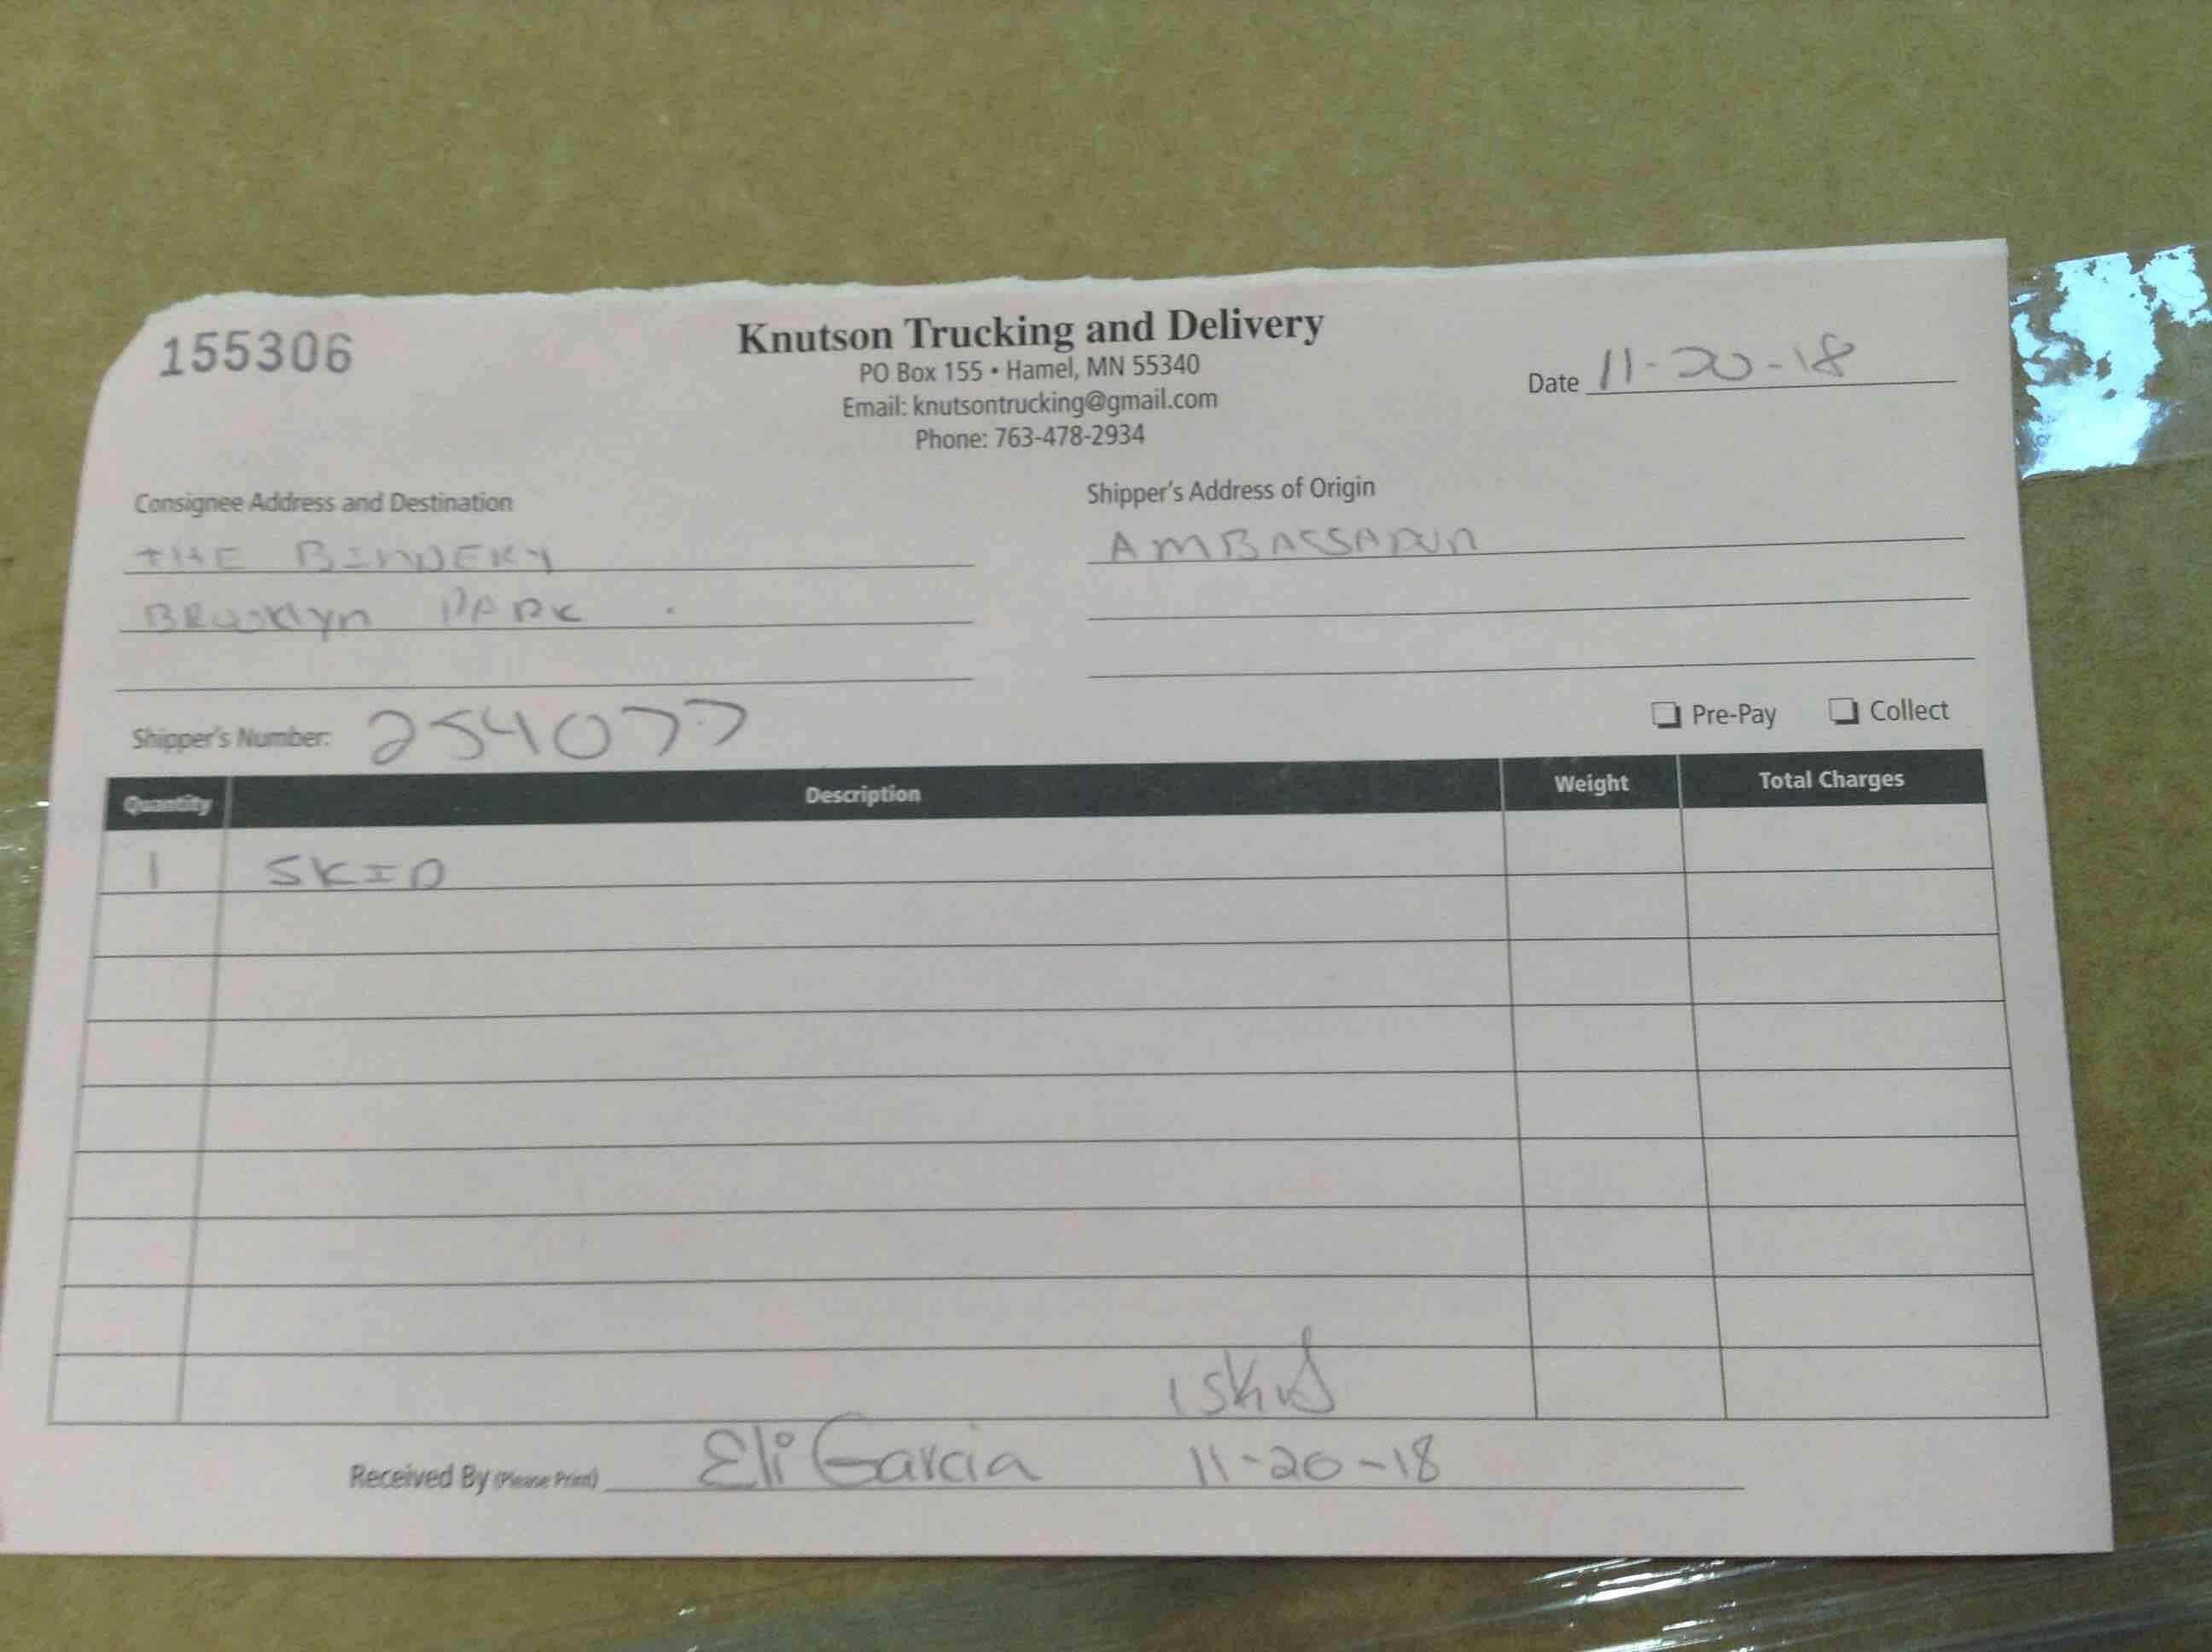 155306
Knutson Trucking and Delivery
PO Box 155 • Hamel, MN 55340
Email: knutsontrucking@gmail.com
Phone: 763-478-2934
Date 11-20-18
Consignee Address and Destination
THE BINDERY
BRooklyn PARK
Shipper's Address of Origin
AMBASSADOR
Shipper's Number: 254077
Pre-Pay Collect
Quantity Description Weight Total Charges
1 SKID
1 skid
Received By (Please Print) Eli Garcia 11-20-18